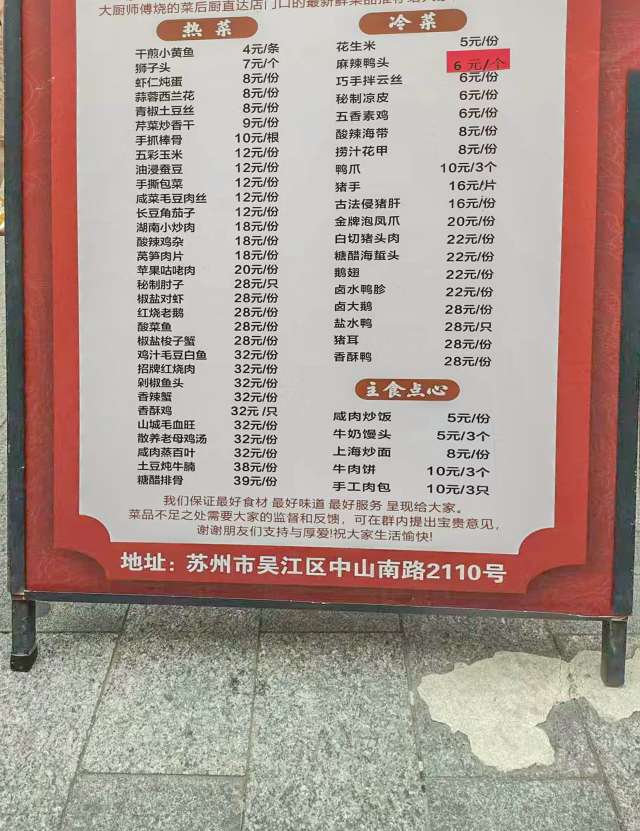 大厨师傅烧的菜后厨直达店门口的最新鲜菜品推荐给大家
热菜
干煎小黄鱼 4元/条
狮子头 7元/个
虾仁炖蛋 8元/份
蒜蓉西兰花 8元/份
青椒土豆丝 8元/份
芹菜炒香干 9元/份
手抓棒骨 10元/根
五彩玉米 12元/份
油浸蚕豆 12元/份
手撕包菜 12元/份
咸菜毛豆肉丝 12元/份
长豆角茄子 12元/份
湖南小炒肉 18元/份
酸辣鸡杂 18元/份
莴笋肉片 18元/份
苹果咕咾肉 20元/份
秘制肘子 28元/只
椒盐对虾 28元/份
红烧老鹅 28元/份
酸菜鱼 28元/份
椒盐梭子蟹 28元/份
鸡汁毛豆白鱼 32元/份
招牌红烧肉 32元/份
剁椒鱼头 32元/份
香辣蟹 32元/份
香酥鸡 32元/只
山城毛血旺 32元/份
散养老母鸡汤 32元/份
咸肉蒸百叶 32元/份
土豆炖牛腩 38元/份
糖醋排骨 39元/份
冷菜
花生米 5元/份
麻辣鸭头 6元/个
巧手拌云丝 6元/份
秘制凉皮 6元/份
五香素鸡 6元/份
酸辣海带 8元/份
捞汁花甲 8元/份
鸭爪 10元/3个
猪手 16元/片
古法侵猪肝 16元/份
金牌泡凤爪 20元/份
白切猪头肉 22元/份
糖醋海蜇头 22元/份
鹅翅 22元/份
卤水鸭胗 22元/份
卤大鹅 28元/份
盐水鸭 28元/只
猪耳 28元/份
香酥鸭 28元/份
主食点心
咸肉炒饭 5元/份
牛奶馒头 5元/3个
上海炒面 8元/份
牛肉饼 10元/3个
手工肉包 10元/3只
我们保证最好食材 最好味道 最好服务 呈现给大家。
菜品不足之处需要大家的监督和反馈，可在群内提出宝贵意见，
谢谢朋友们支持与厚爱!祝大家生活愉快!
地址：苏州市吴江区中山南路2110号